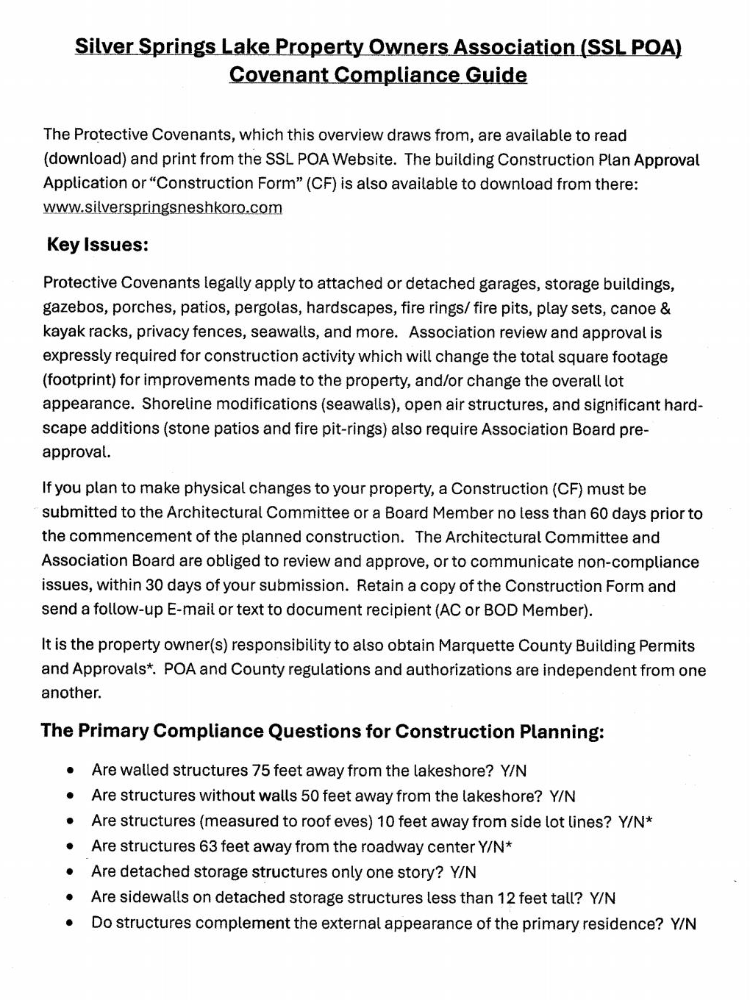 Silver Springs Lake Property Owners Association (SSL POA)
Covenant Compliance Guide
The Protective Covenants, which this overview draws from, are available to read
(download) and print from the SSL POA Website. The building Construction Plan Approval
Application or “Construction Form” (CF) is also available to download from there:
www.silverspringsneshkoro.com
Key Issues:
Protective Covenants legally apply to attached or detached garages, storage buildings,
gazebos, porches, patios, pergolas, hardscapes, fire rings/ fire pits, play sets, canoe &
kayak racks, privacy fences, seawalls, and more. Association review and approval is
expressly required for construction activity which will change the total square footage
(footprint) for improvements made to the property, and/or change the overall lot
appearance. Shoreline modifications (seawalls), open air structures, and significant hard-
scape additions (stone patios and fire pit-rings) also require Association Board pre-
approval.
If you plan to make physical changes to your property, a Construction (CF) must be
submitted to the Architectural Committee or a Board Member no less than 60 days prior to
the commencement of the planned construction. The Architectural Committee and
Association Board are obliged to review and approve, or to communicate non-compliance
issues, within 30 days of your submission. Retain a copy of the Construction Form and
send a follow-up E-mail or text to document recipient (AC or BOD Member).
It is the property owner(s) responsibility to also obtain Marquette County Building Permits
and Approvals*. POA and County regulations and authorizations are independent from one
another.
The Primary Compliance Questions for Construction Planning:
• Are walled structures 75 feet away from the lakeshore? Y/N
• Are structures without walls 50 feet away from the lakeshore? Y/N
• Are structures (measured to roof eves) 10 feet away from side lot lines? Y/N*
• Are structures 63 feet away from the roadway center Y/N*
• Are detached storage structures only one story? Y/N
• Are sidewalls on detached storage structures less than 12 feet tall? Y/N
• Do structures complement the external appearance of the primary residence? Y/N